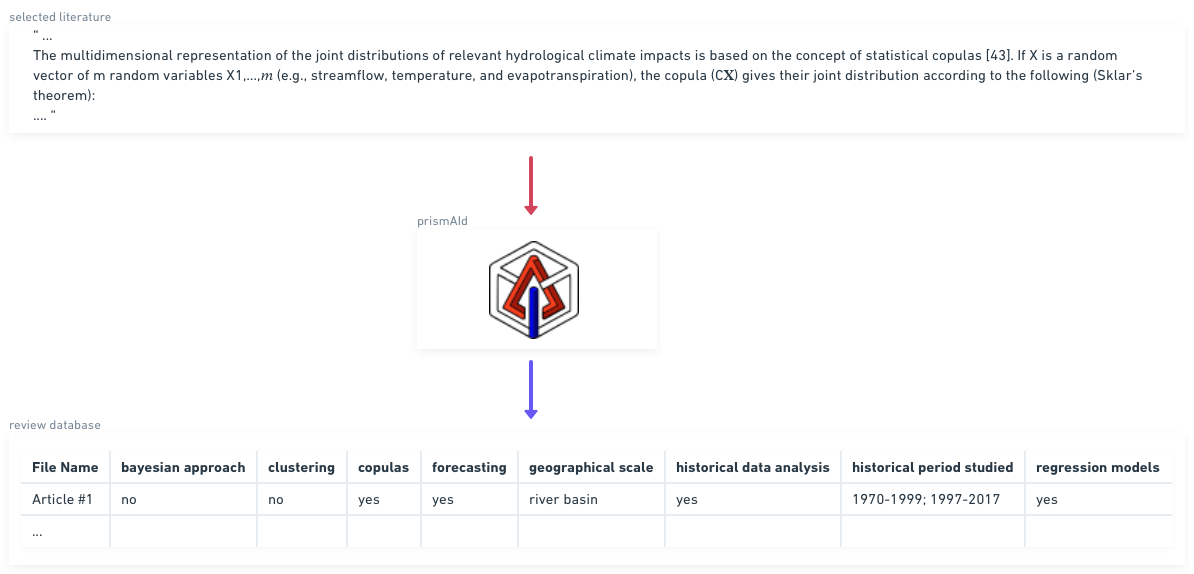 selected literature
“ ...
The multidimensional representation of the joint distributions of relevant hydrological climate impacts is based on the concept of statistical copulas [43]. If X is a random
vector of m random variables X1,...,m (e.g., streamflow, temperature, and evapotranspiration), the copula (CX) gives their joint distribution according to the following (Sklar’s
theorem):
.... “
prismAId
review database
File Name bayesian approach clustering copulas forecasting geographical scale historical data analysis historical period studied regression models
Article #1 no no yes yes river basin yes 1970-1999; 1997-2017 yes
...